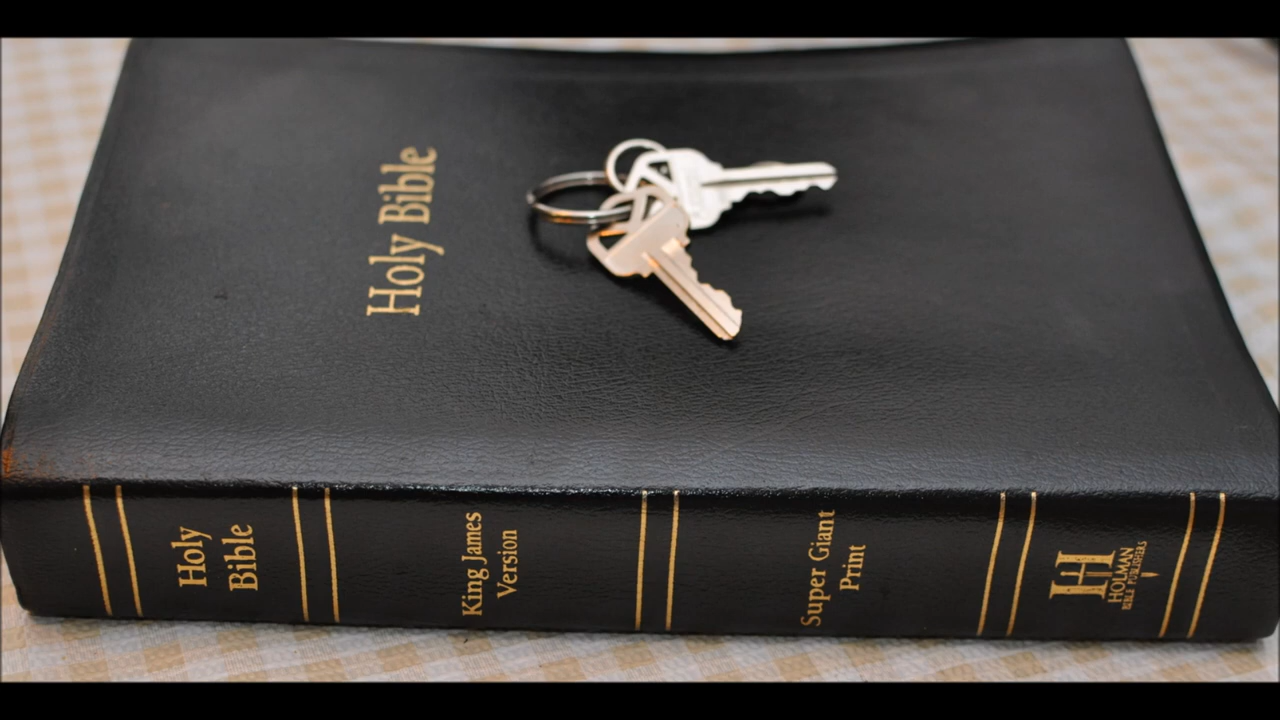 Holy Bible
Holy
Bible
King James
Version
Super Giant
Print
HOLMAN
BIBLE PUBLISHERS